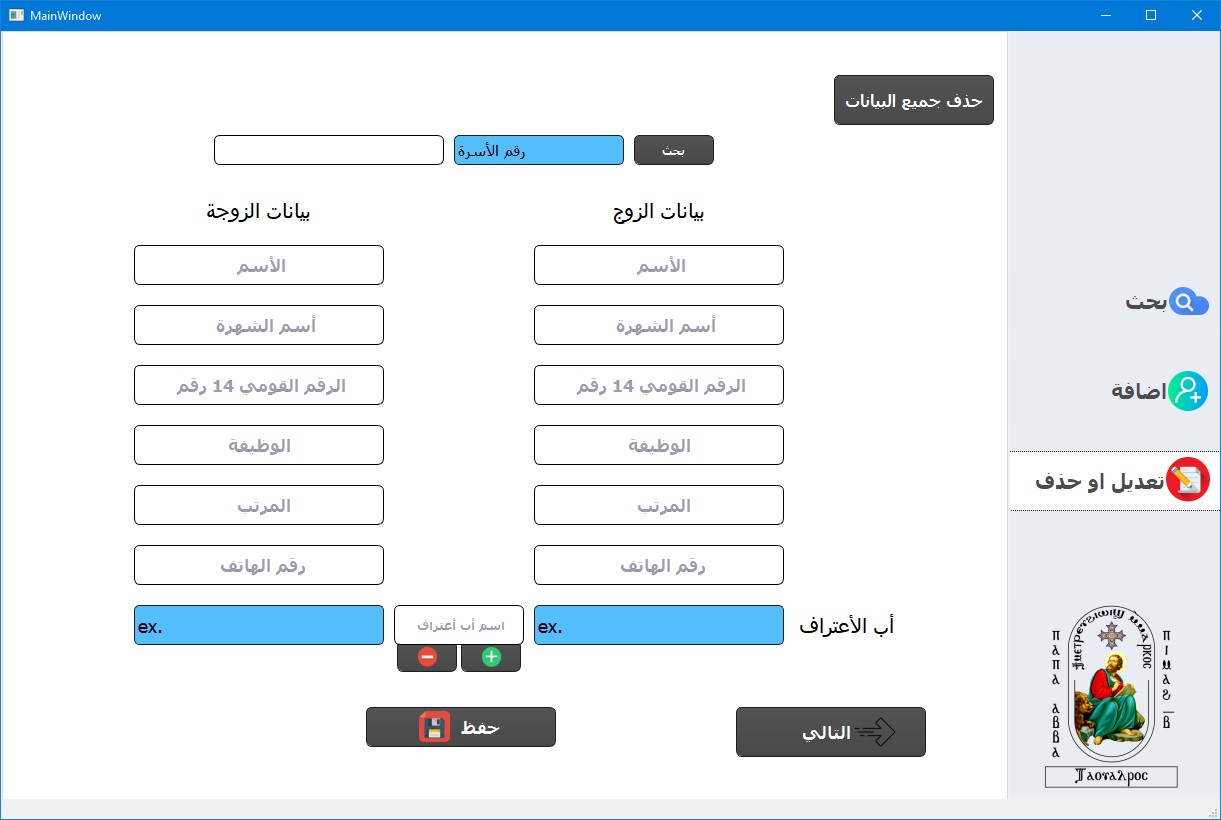 MainWindow
حذف جميع البيانات
بحث
رقم الأسرة
بيانات الزوج
بيانات الزوجة
الأسم
الأسم
أسم الشهرة
أسم الشهرة
الرقم القومي 14 رقم
الرقم القومي 14 رقم
الوظيفة
الوظيفة
المرتب
المرتب
رقم الهاتف
رقم الهاتف
أب الأعتراف
ex.
اسم أب أعتراف
ex.
التالي
حفظ
بحث
اضافة
تعديل او حذف